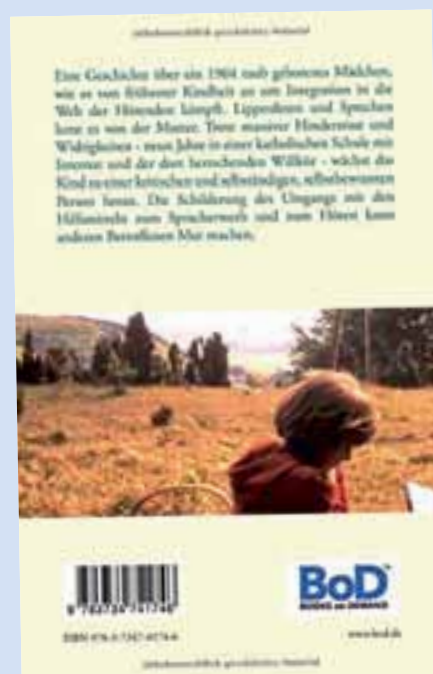 Urheberrechtlich geschütztes Material
Eine Geschichte über ein 1964 taub geborenes Mädchen,
wie es von frühester Kindheit an um Integration in die
Welt der Hörenden kämpft. Lippenlesen und Sprechen
lernt es von der Mutter. Trotz massiver Hindernisse und
Widrigkeiten - neun Jahre in einer katholischen Schule mit
Internat und der dort herrschenden Willkür - wächst das
Kind zu einer kritischen und selbständigen, selbstbewussten
Person heran. Die Schilderung des Umgangs mit den
Hilfsmitteln zum Spracherwerb und zum Hören kann
anderen Betroffenen Mut machen.
BoD™
BOOKS on DEMAND
ISBN
www.bod.de
Urheberrechtlich geschütztes Material